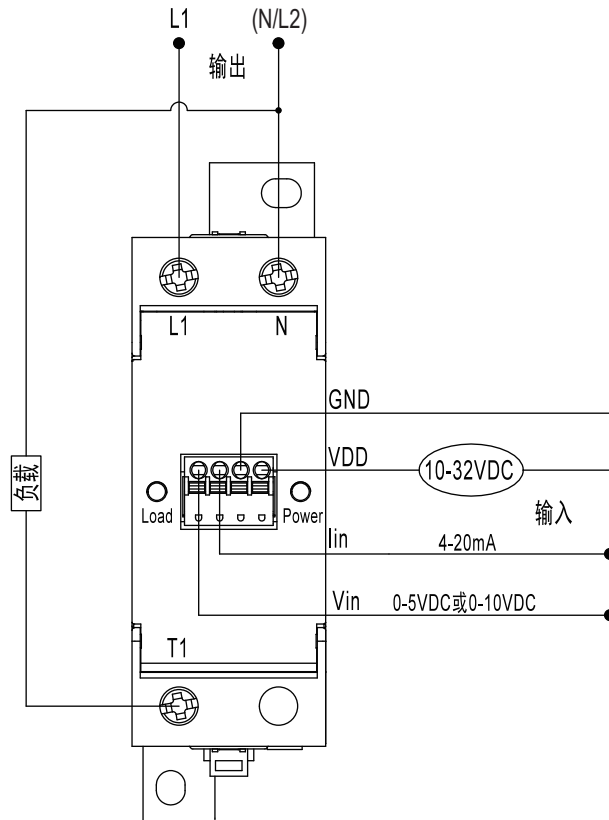 L1 (N/L2)
输出
L1 N
GND
VDD 10-32VDC
负载
Load Power
输入
Iin 4-20mA
Vin 0-5VDC或0-10VDC
T1